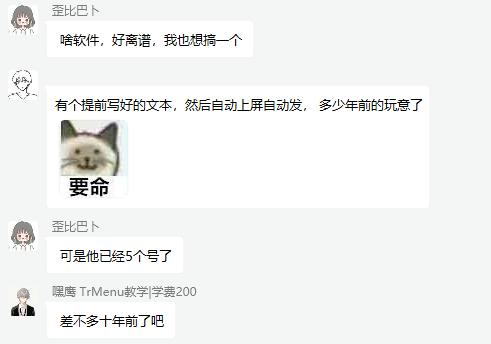 歪比巴卜
啥软件，好离谱，我也想搞一个
有个提前写好的文本，然后自动上屏自动发， 多少年前的玩意了
要命
歪比巴卜
可是他已经5个号了
嘿鹰 TrMenu教学|学费200
差不多十年前了吧